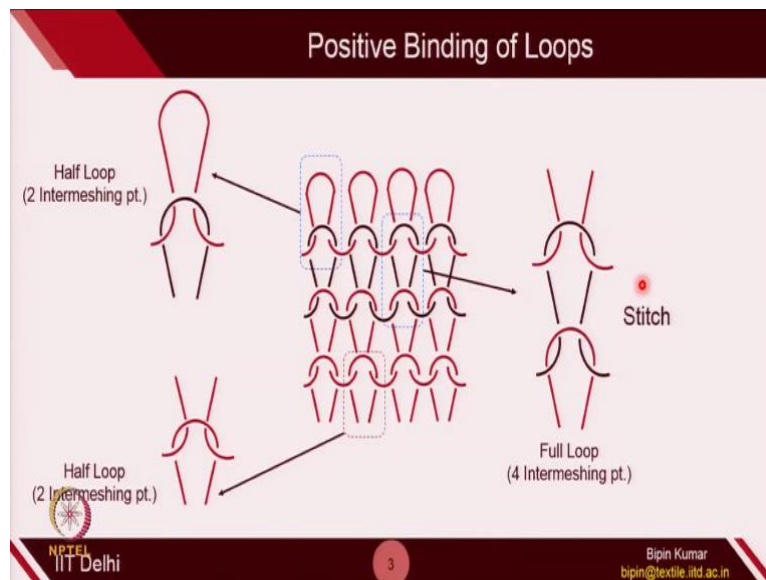 Positive Binding of Loops
Half Loop
(2 Intermeshing pt.)
Stitch
Half Loop
(2 Intermeshing pt.)
Full Loop
(4 Intermeshing pt.)
NPTEL
IIT Delhi
3
Bipin Kumar
bipin@textile.iitd.ac.in